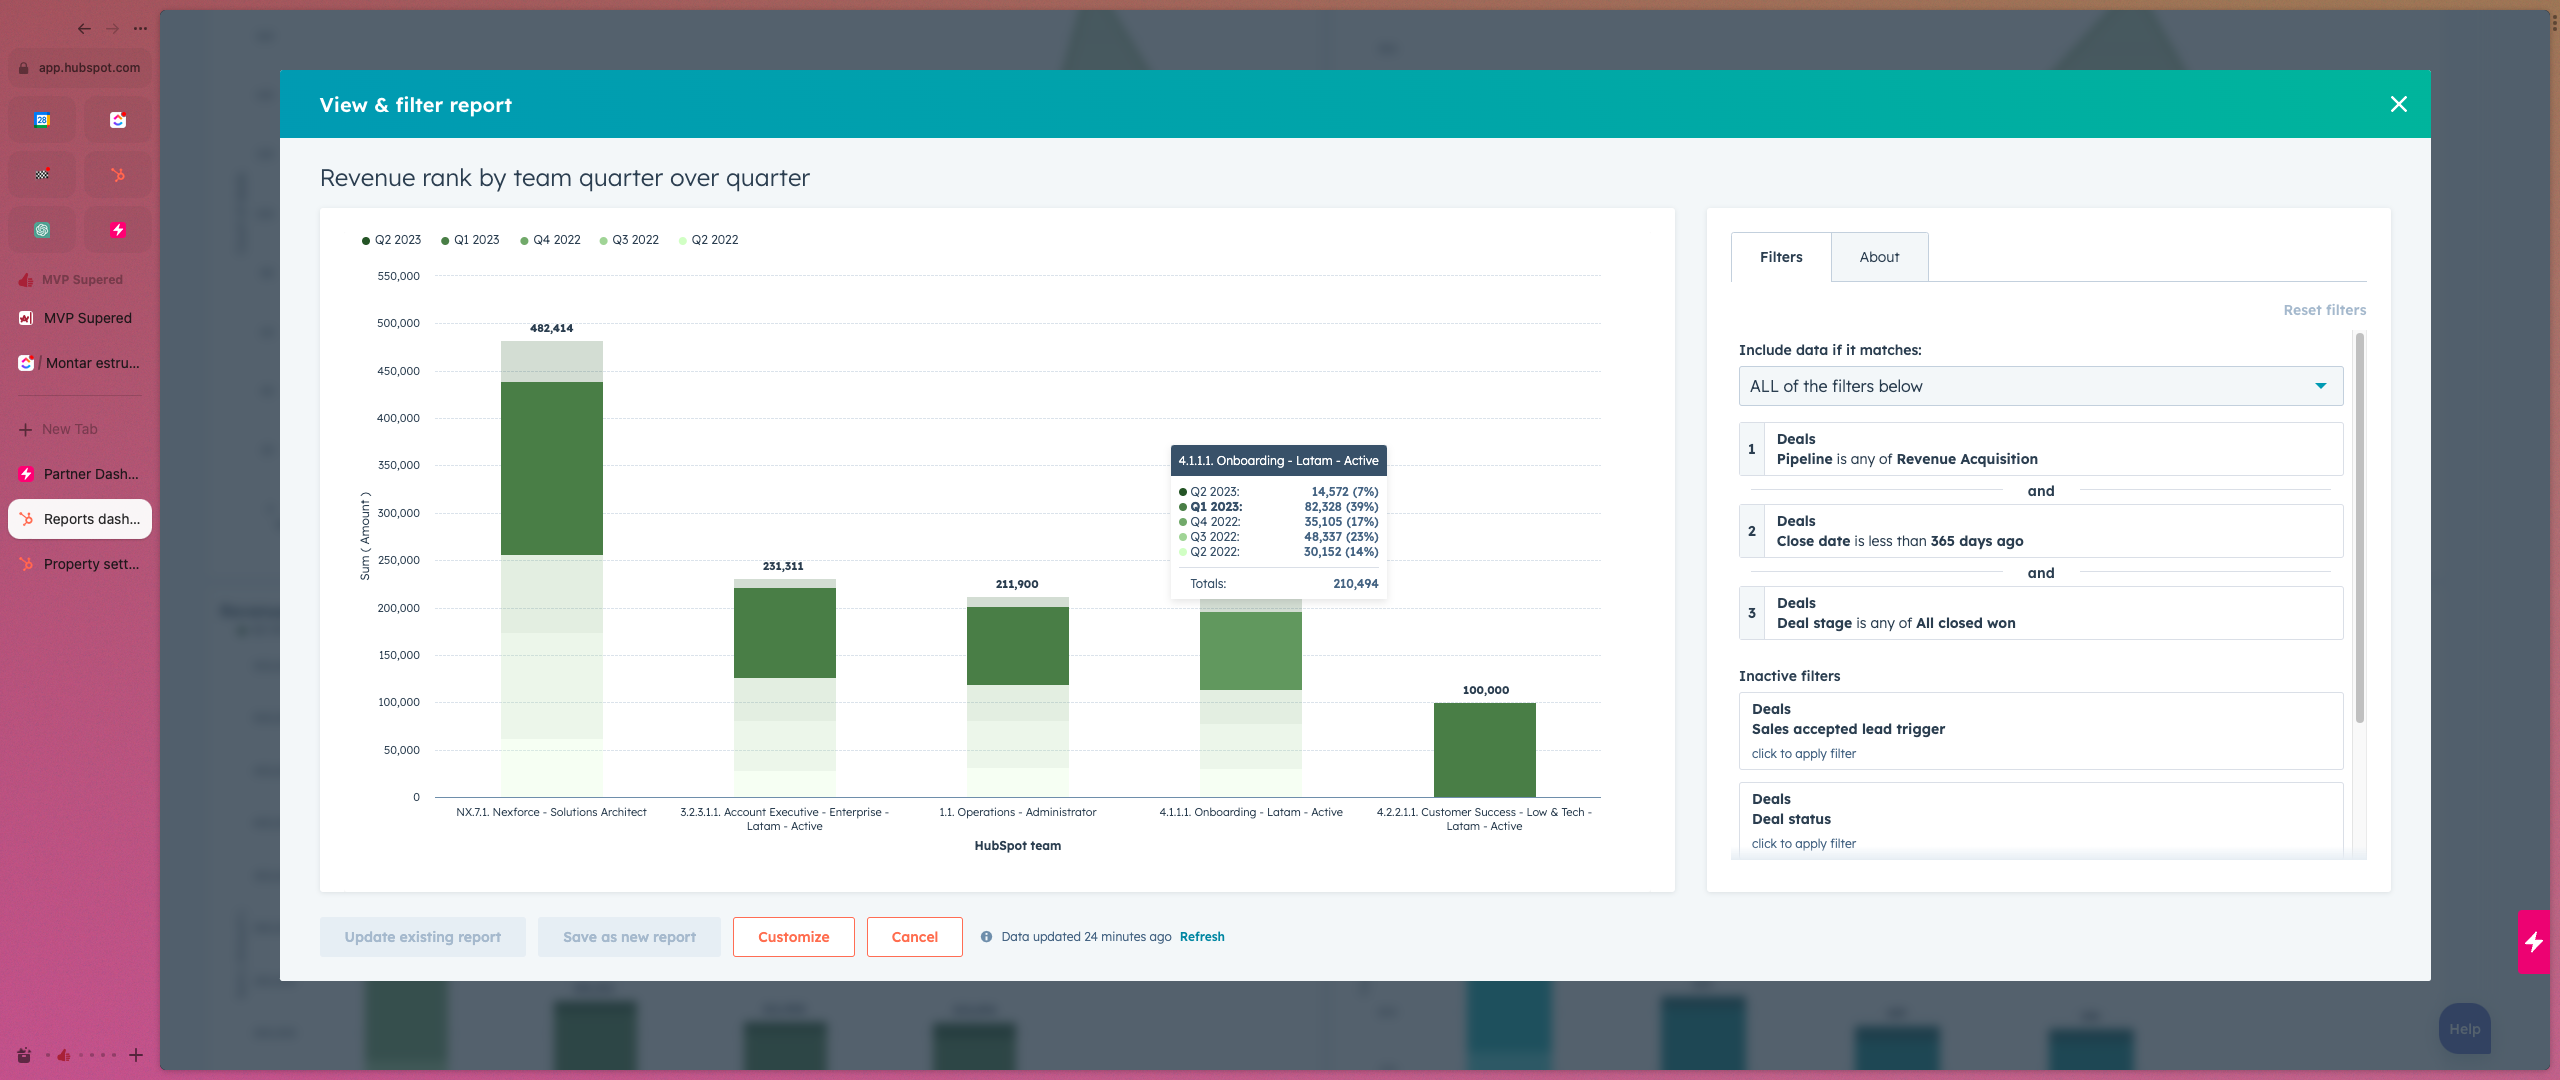 app.hubspot.com
28
MVP Supered
MVP Supered
/ Montar estru...
New Tab
Partner Dash...
Reports dash...
Property sett...
View & filter report
Revenue rank by team quarter over quarter
Q2 2023 Q1 2023 Q4 2022 Q3 2022 Q2 2022
550,000
500,000
450,000
400,000
350,000
300,000
250,000
200,000
150,000
100,000
50,000
0
Sum ( Amount )
482,414
231,311
211,900
100,000
4.1.1.1. Onboarding - Latam - Active
Q2 2023: 14,572 (7%)
Q1 2023: 82,328 (39%)
Q4 2022: 35,105 (17%)
Q3 2022: 48,337 (23%)
Q2 2022: 30,152 (14%)
Totals: 210,494
NX.7.1. Nexforce - Solutions Architect
3.2.3.1.1. Account Executive - Enterprise -
Latam - Active
1.1. Operations - Administrator
4.1.1.1. Onboarding - Latam - Active
4.2.2.1.1. Customer Success - Low & Tech -
Latam - Active
HubSpot team
Filters
About
Reset filters
Include data if it matches:
ALL of the filters below
1
Deals
Pipeline is any of Revenue Acquisition
and
2
Deals
Close date is less than 365 days ago
and
3
Deals
Deal stage is any of All closed won
Inactive filters
Deals
Sales accepted lead trigger
click to apply filter
Deals
Deal status
click to apply filter
Update existing report
Save as new report
Customize
Cancel
Data updated 24 minutes ago Refresh
Help